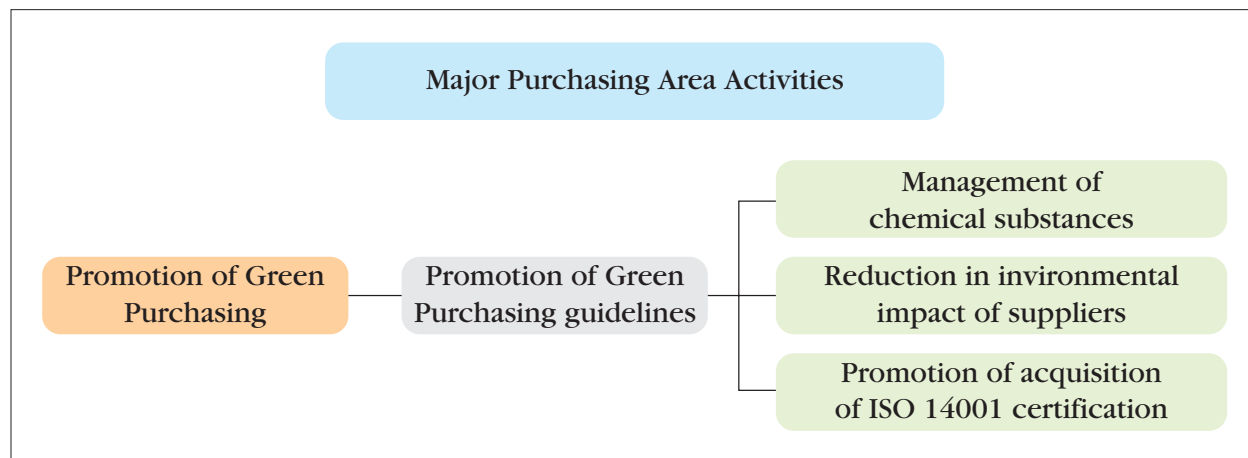 Major Purchasing Area Activities
Promotion of Green
Purchasing
Promotion of Green
Purchasing guidelines
Management of
chemical substances
Reduction in invironmental
impact of suppliers
Promotion of acquisition
of ISO 14001 certification